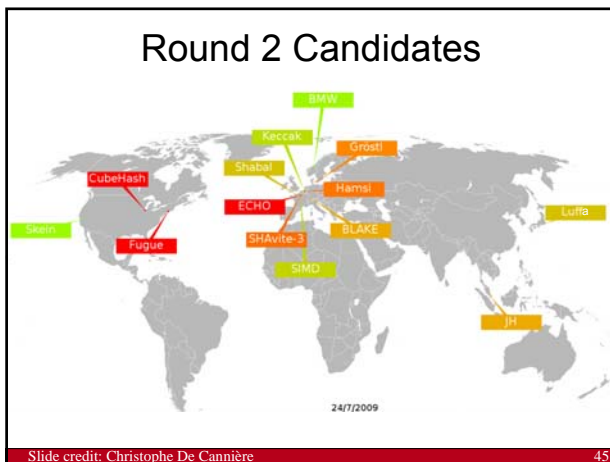 Round 2 Candidates
BMW
Keccak
Grøstl
Shabal
CubeHash
Hamsi
ECHO
Luffa
Skein
BLAKE
Fugue
SHAvite-3
SIMD
JH
24/7/2009
Slide credit: Christophe De Cannière 45